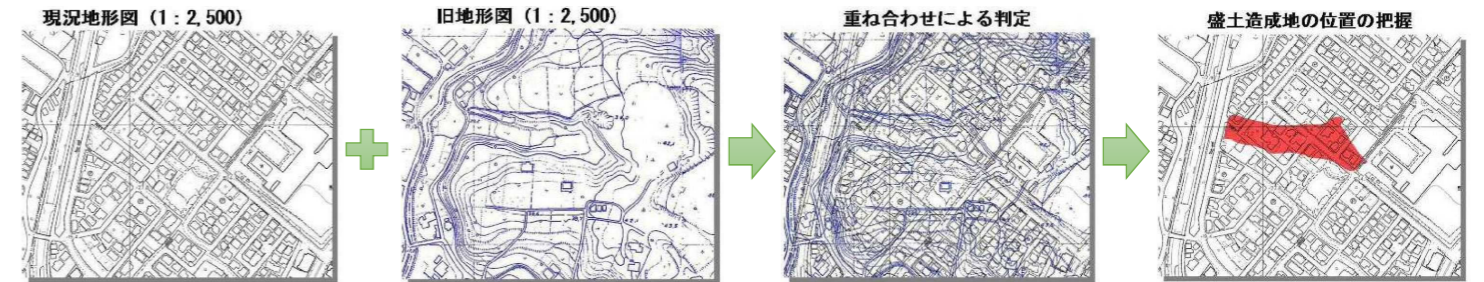 現況地形図（1：2,500）
旧地形図（1：2,500）
重ね合わせによる判定
盛土造成地の位置の把握